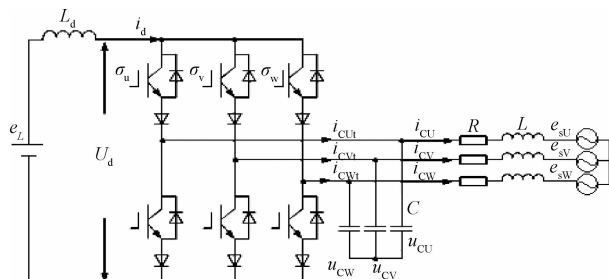 L_d
i_d
σ_u
σ_v
σ_w
e_L
U_d
i_CUt
i_CU
R
L
e_sU
i_CVt
i_CV
e_sV
i_CWt
i_CW
e_sW
C
u_CU
u_CW
u_CV